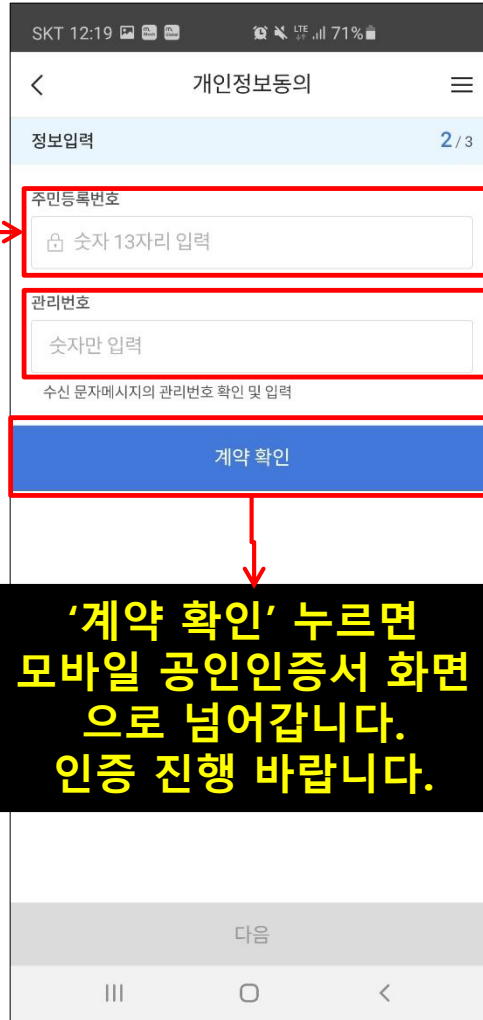 SKT 12:19 LTE 71%
개인정보동의
정보입력 2/3
주민등록번호
숫자 13자리 입력
관리번호
숫자만 입력
수신 문자메시지의 관리번호 확인 및 입력
계약 확인
‘계약 확인’ 누르면
모바일 공인인증서 화면
으로 넘어갑니다.
인증 진행 바랍니다.
다음